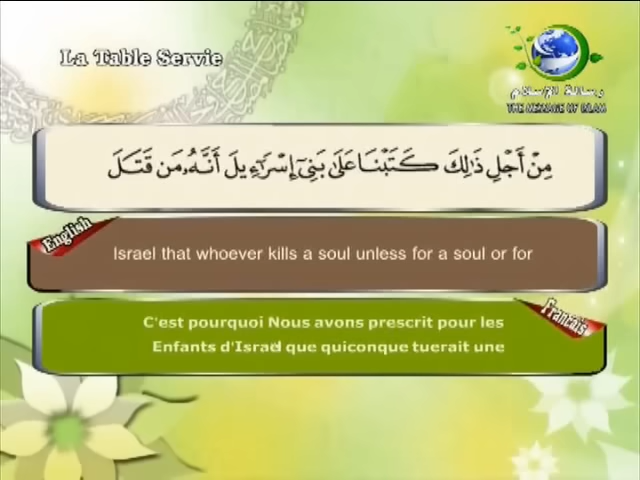 La Table Servie
رسالة الإسلام
THE MESSAGE OF ISLAM
مِنْ أَجْلِ ذَٰلِكَ كَتَبْنَا عَلَىٰ بَنِىٓ إِسْرَٰٓءِيلَ أَنَّهُۥ مَن قَتَلَ
English
Israel that whoever kills a soul unless for a soul or for
Francais
C'est pourquoi Nous avons prescrit pour les
Enfants d'Israël que quiconque tuerait une